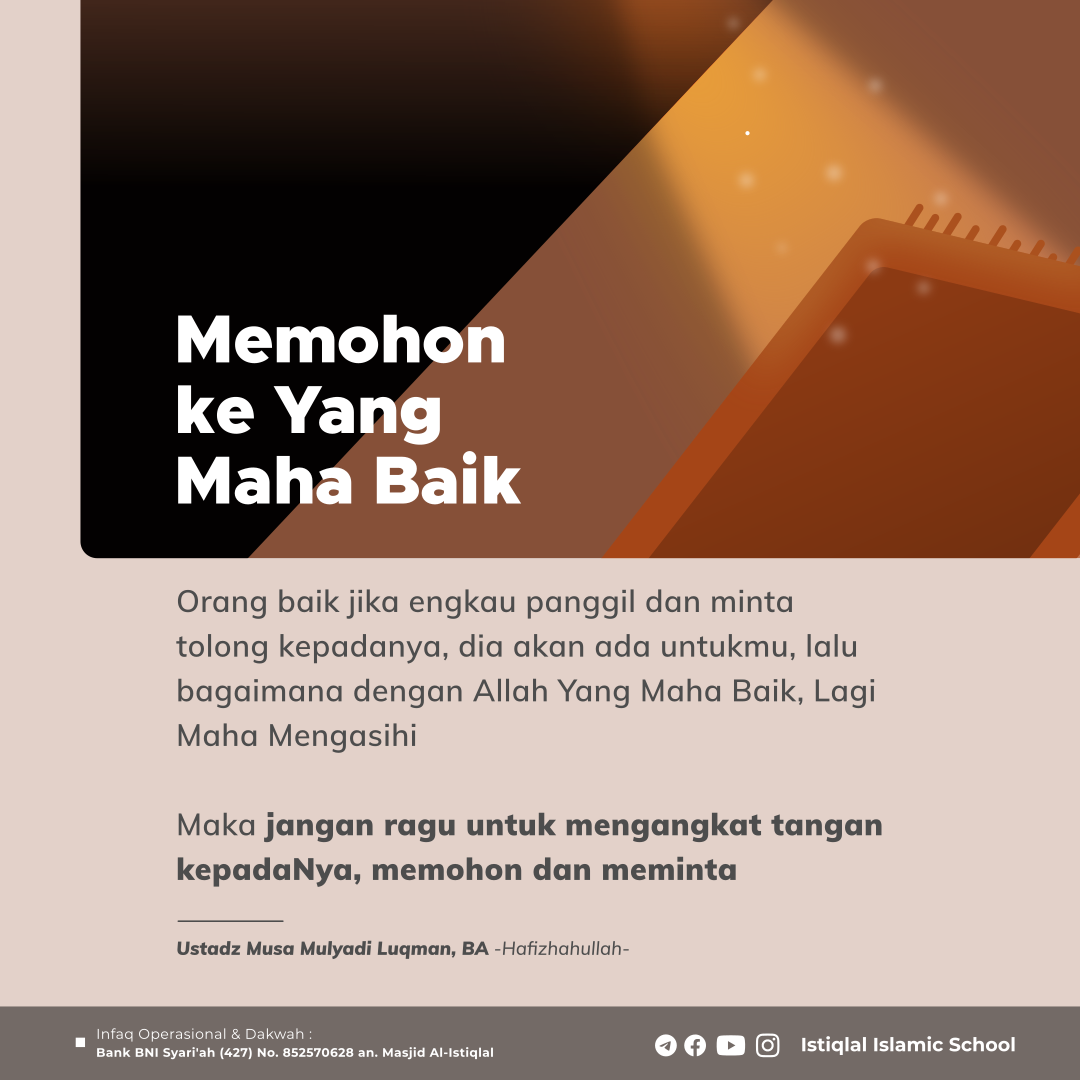 Memohon
ke Yang
Maha Baik
Orang baik jika engkau panggil dan minta
tolong kepadanya, dia akan ada untukmu, lalu
bagaimana dengan Allah Yang Maha Baik, Lagi
Maha Mengasihi
Maka jangan ragu untuk mengangkat tangan
kepadaNya, memohon dan meminta
Ustadz Musa Mulyadi Luqman, BA -Hafizhahullah-
Infaq Operasional & Dakwah :
Bank BNI Syari'ah (427) No. 852570628 an. Masjid Al-Istiqlal
Istiqlal Islamic School